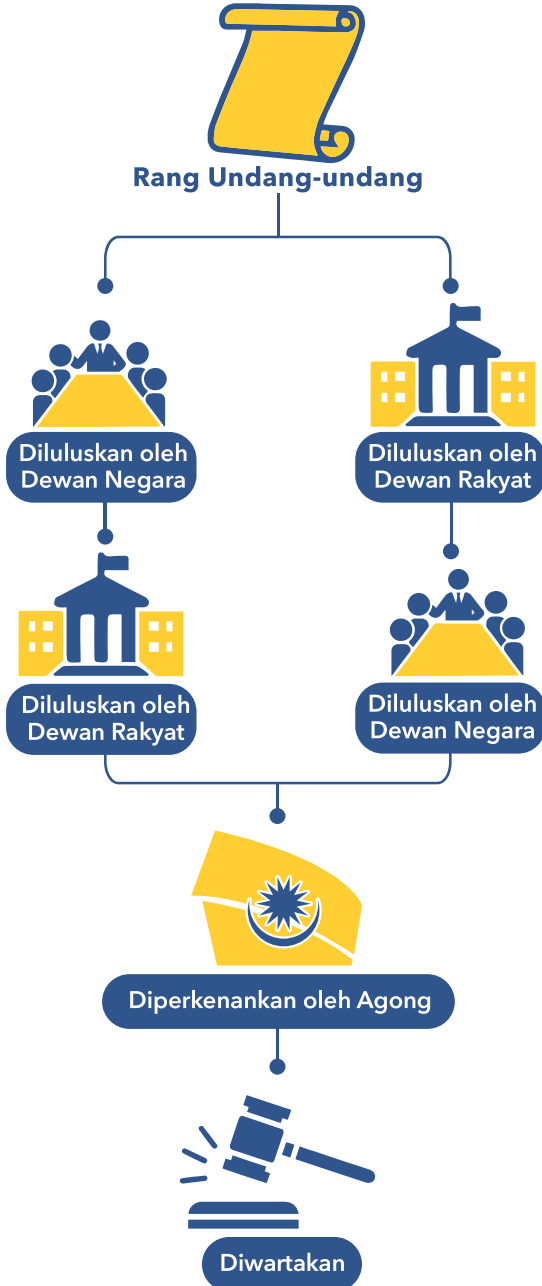 Rang Undang-undang
Diluluskan oleh
Dewan Negara
Diluluskan oleh
Dewan Rakyat
Diluluskan oleh
Dewan Rakyat
Diluluskan oleh
Dewan Negara
Diperkenankan oleh Agong
Diwartakan